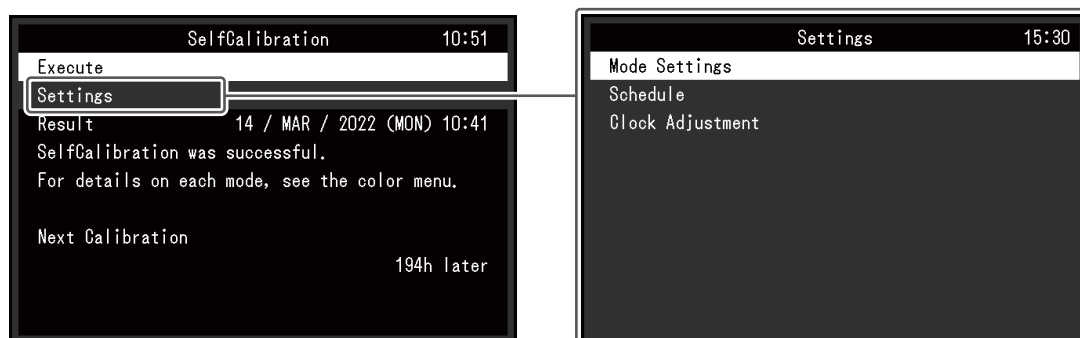 SelfCalibration 10:51
Execute
Settings
Result 14 / MAR / 2022 (MON) 10:41
SelfCalibration was successful.
For details on each mode, see the color menu.
Next Calibration
194h later
Settings 15:30
Mode Settings
Schedule
Clock Adjustment